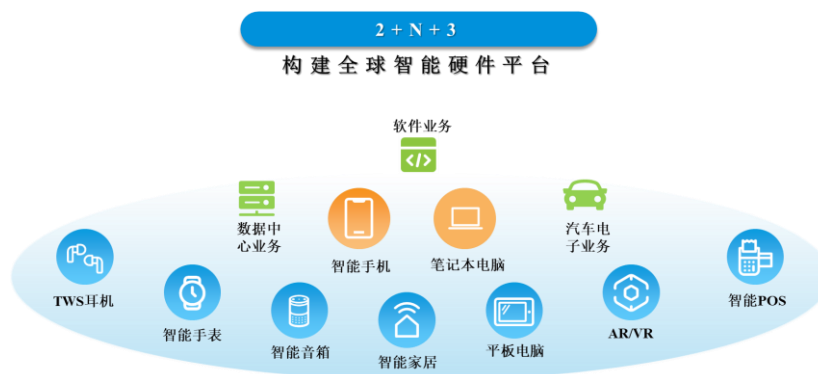 2 + N + 3
构建全球智能硬件平台
软件业务
</>
数据中
心业务
智能手机
笔记本电脑
汽车电
子业务
TWS耳机
智能手表
智能音箱
智能家居
平板电脑
AR/VR
智能POS